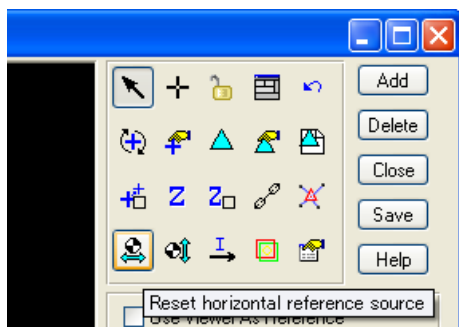 Add
Delete
Close
Save
Help
Z
Z
I
Reset horizontal reference source
Use Viewer As Reference